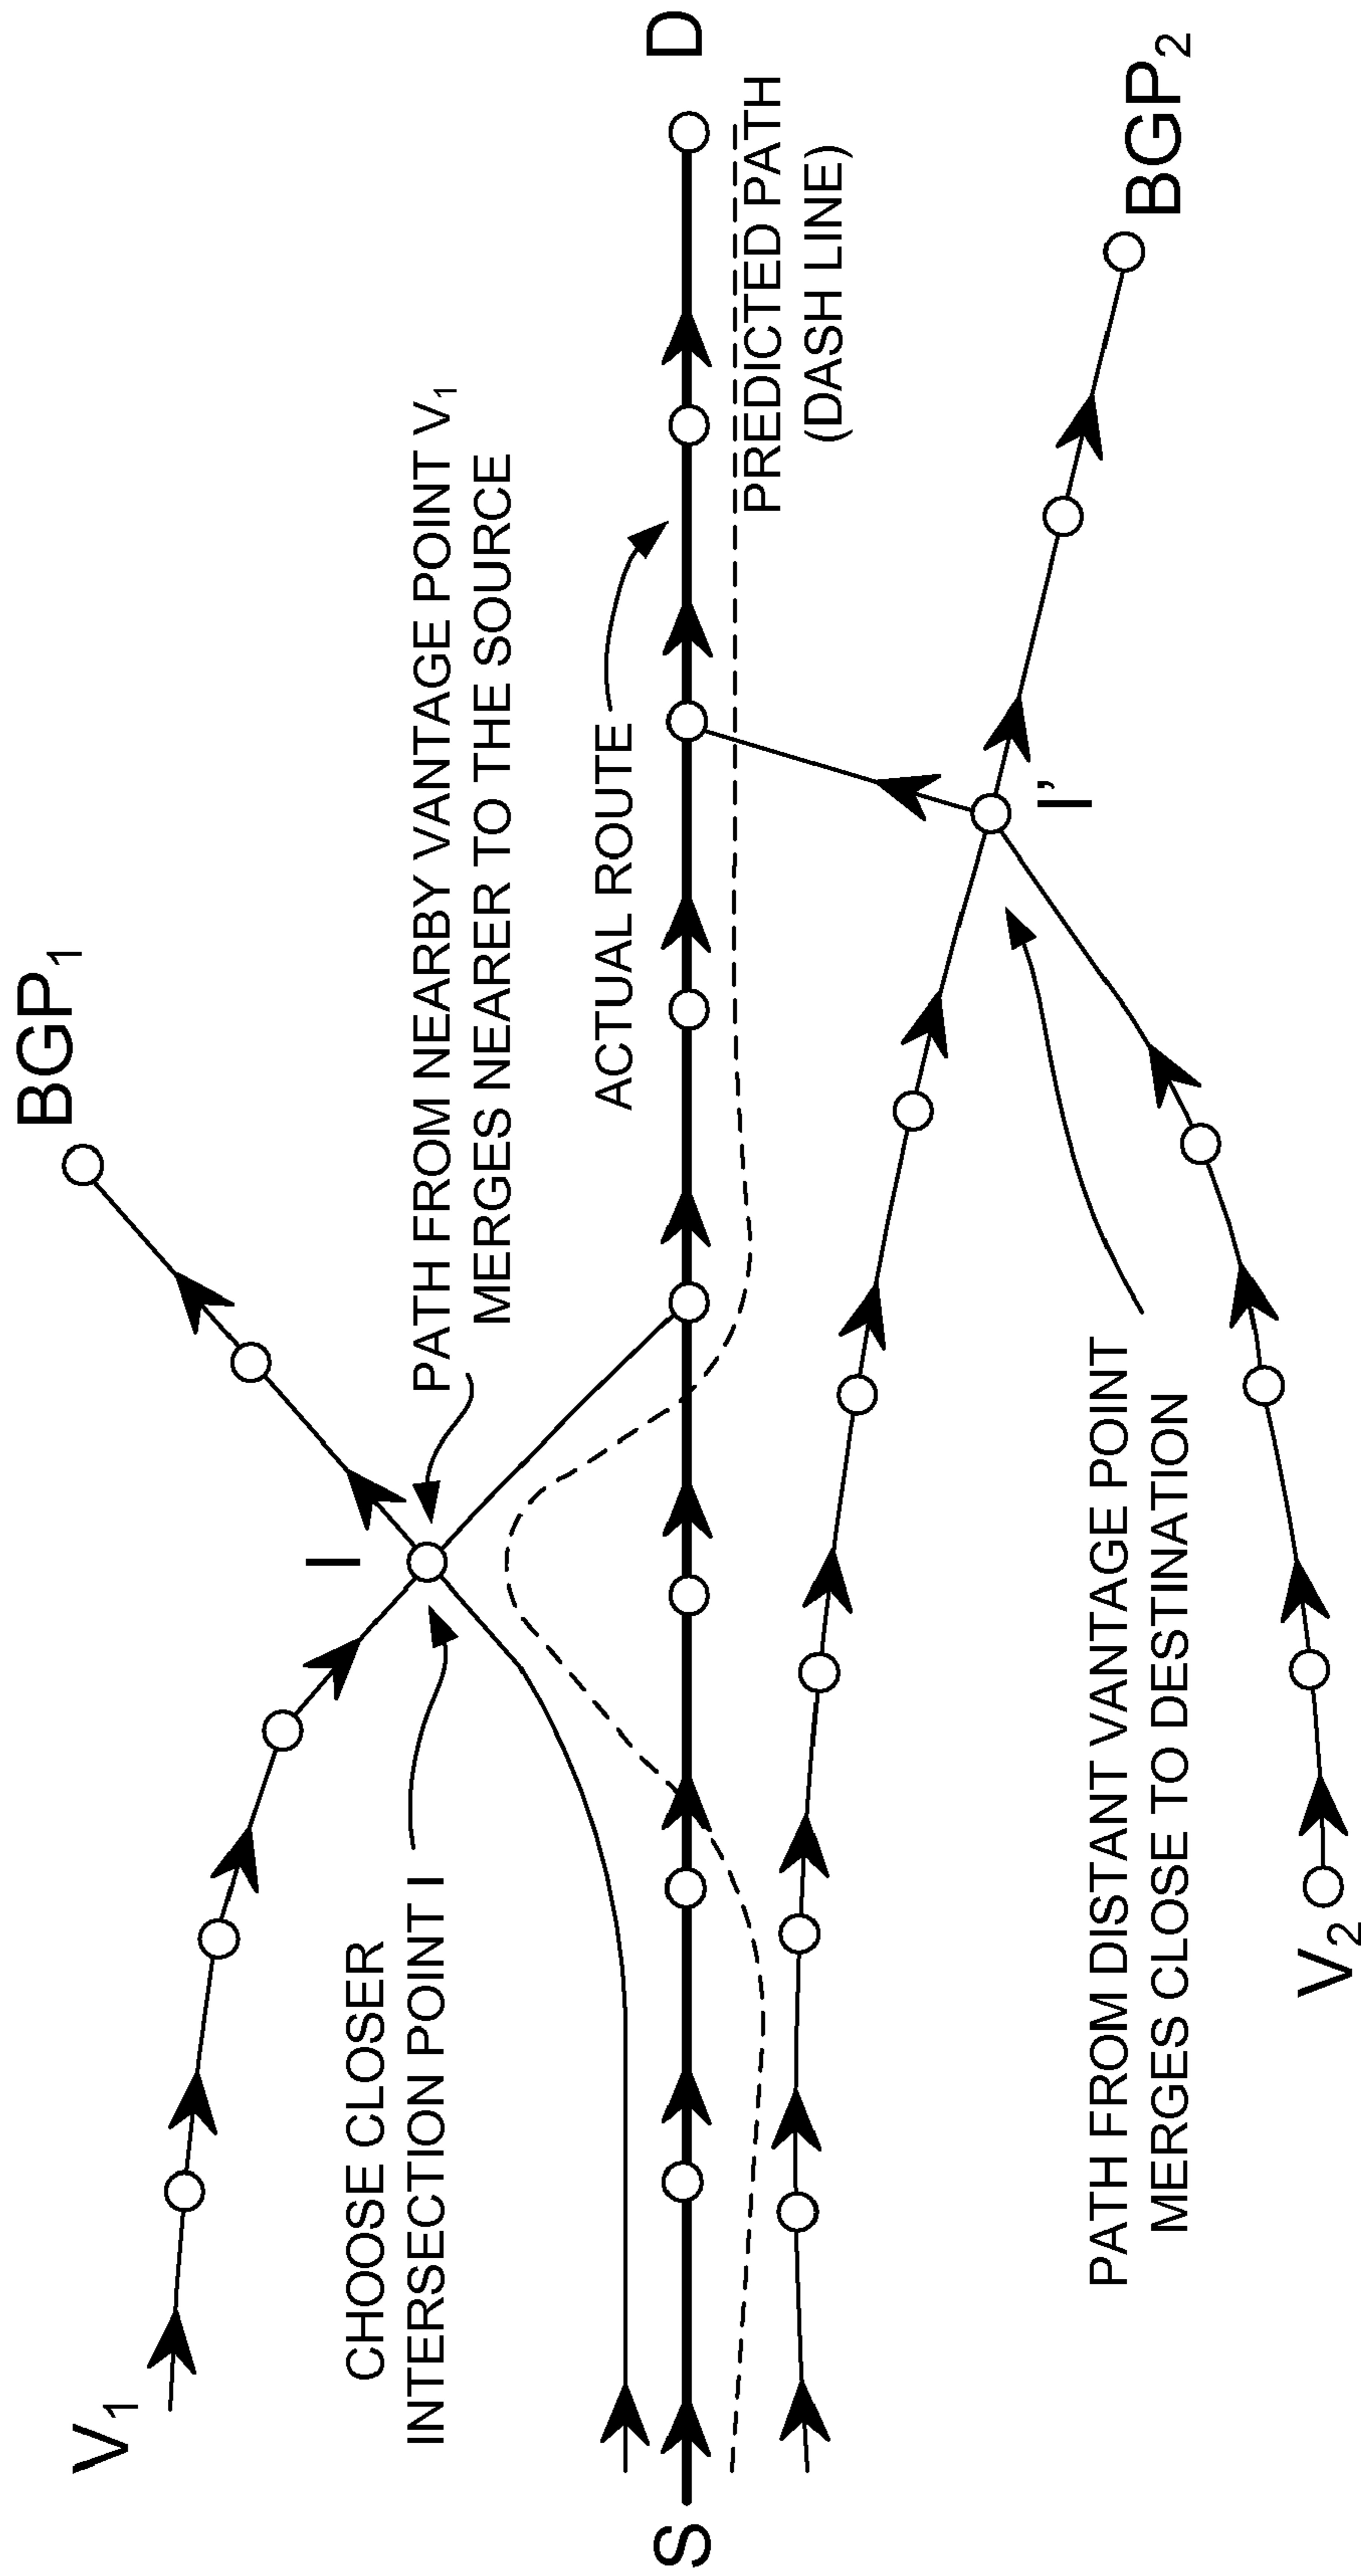 V1
BGP1
I
CHOOSE CLOSER
INTERSECTION POINT I
PATH FROM NEARBY VANTAGE POINT V1
MERGES NEARER TO THE SOURCE
ACTUAL ROUTE
S
D
PREDICTED PATH
(DASH LINE)
I'
BGP2
PATH FROM DISTANT VANTAGE POINT
MERGES CLOSE TO DESTINATION
V2